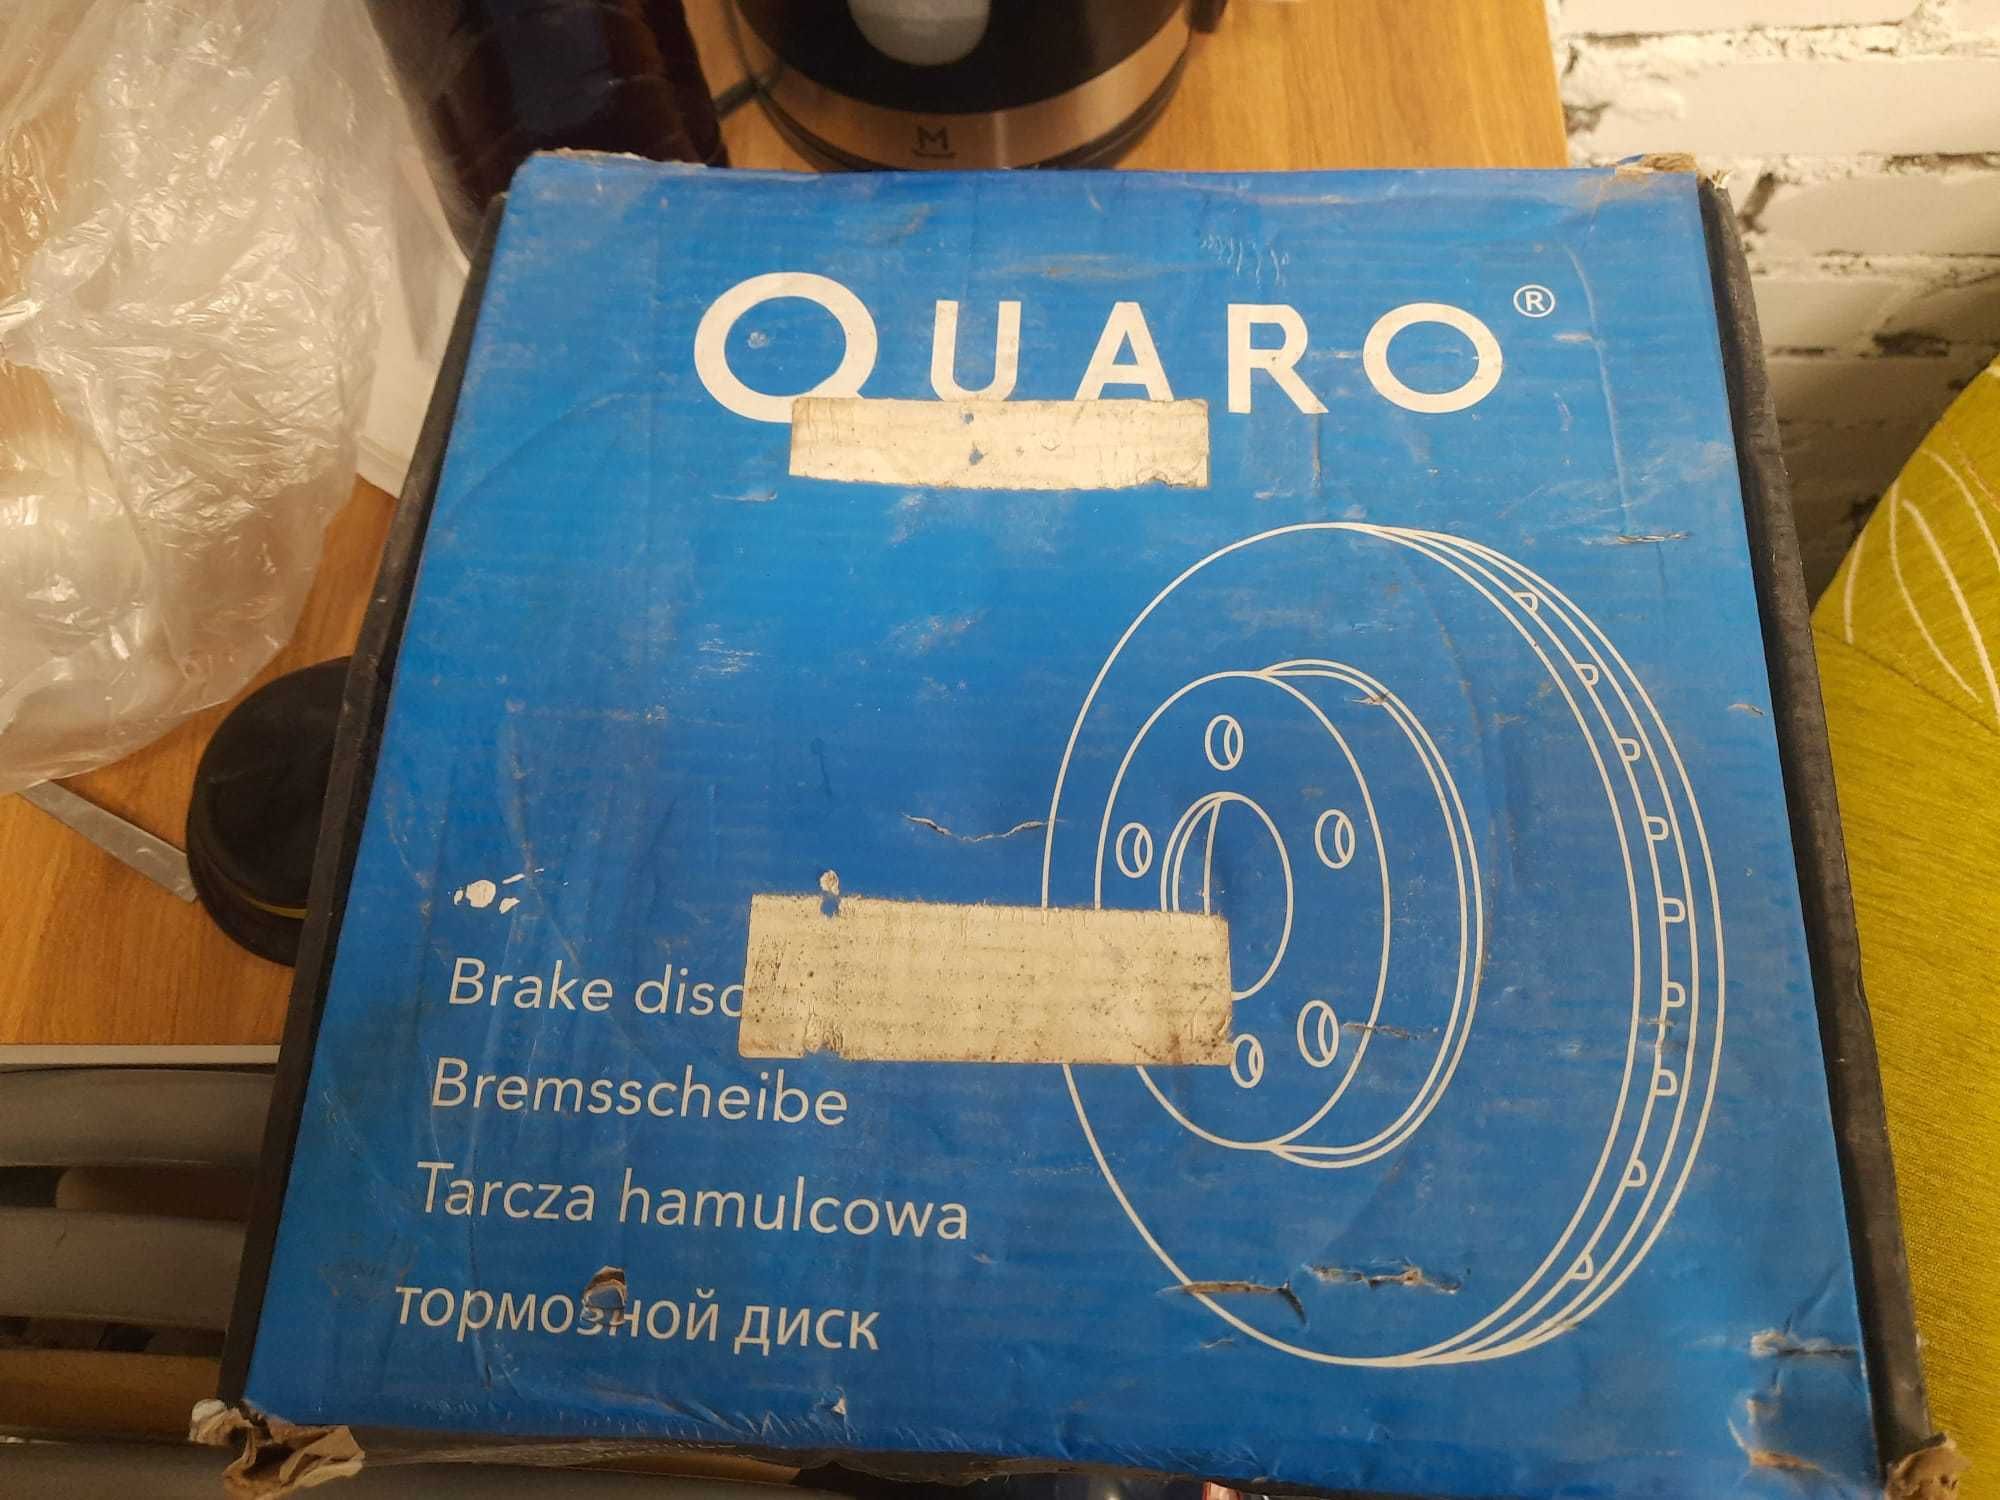 QUARO®
Brake disc
Bremsscheibe
Tarcza hamulcowa
тормозной диск
M